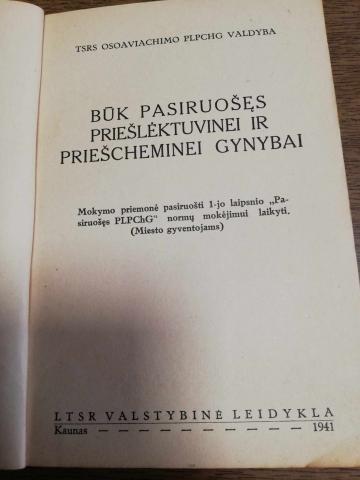 TSRS OSOAVIACHIMO PLPCHG VALDYBA
BŪK PASIRUOŠĘS
PRIEŠLĖKTUVINEI IR
PRIEŠCHEMINEI GYNYBAI
Mokymo priemonė pasiruošti 1-jo laipsnio „Pa-
siruošęs PLPChG“ normų mokėjimui laikyti.
(Miesto gyventojams)
LTSR VALSTYBINĖ LEIDYKLA
Kaunas — — — — — — — — — 1941